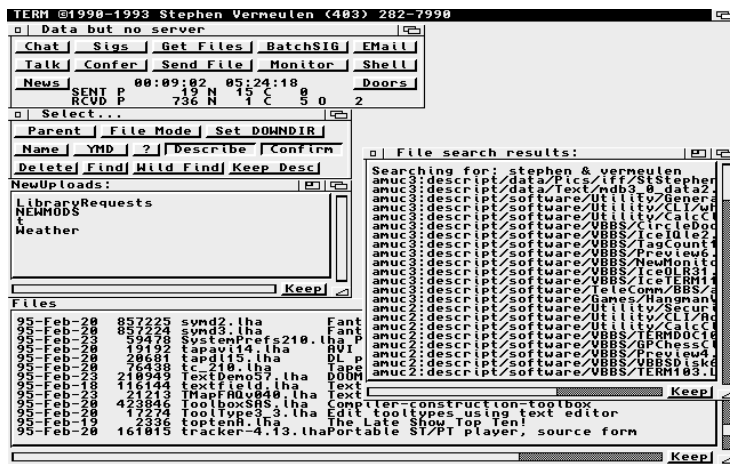 TERM ©1990-1993 Stephen Vermeulen (403) 282-7990
Data but no server
Chat Sigs Get Files BatchSIG EMail
Talk Confer Send File Monitor Shell
News 00:09:02 05:24:18 Doors
SENT P 19 N 15 C 0
RCVD P 736 N 1 C 5 0 2
Select...
Parent File Mode Set DOWNDIR
Name YMD ? Describe Confirm
Delete Find Wild Find Keep Desc
NewUploads:
LibraryRequests
NEWMODS
t
Weather
Keep
File search results:
Searching for: stephen & vermeulen
amuc3:descript/data/Pics/iff/StStephen
amuc3:descript/data/Text/mdb3_0_data2.
amuc3:descript/software/Utility/Genera
amuc3:descript/software/Utility/CLI/wh
amuc3:descript/software/Utility/CalcCl
amuc3:descript/software/VBBS/CircleDoc
amuc3:descript/software/VBBS/IceIQle2.
amuc3:descript/software/VBBS/TagCount1
amuc3:descript/software/VBBS/Preview6.
amuc3:descript/software/VBBS/NewMonito
amuc3:descript/software/VBBS/IceQLR31.
amuc3:descript/software/VBBS/IceTERM11
amuc3:descript/software/TeleComm/BBS/a
amuc3:descript/software/Games/HangmanV
amuc2:descript/software/Utility/Securi
amuc2:descript/software/Utility/CLI/Ad
amuc2:descript/software/Utility/CalcCl
amuc2:descript/software/VBBS/TERMDOC10
amuc2:descript/software/VBBS/GPChessCl
amuc2:descript/software/VBBS/Preview4.
amuc2:descript/software/VBBS/VBBSDiske
amuc2:descript/software/VBBS/TERM103.L
Keep
Files
95-Feb-20 857225 symd2.lha Fant
95-Feb-20 857224 symd3.lha Fant
95-Feb-23 59478 SystemPrefs210.lha P
95-Feb-20 19192 tapavi14.lha AVI
95-Feb-20 20681 tapdl15.lha DL p
95-Feb-20 76438 tc_210.lha Tape
95-Feb-23 210949 TextDemo57.lha DOOM
95-Feb-18 116144 textfield.lha Text
95-Feb-23 21213 TMapFAQv040.lha Text
95-Feb-20 423846 ToolboxSAS.lha Compiler-construction-toolbox
95-Feb-20 17274 ToolType3_3.lha Edit tooltypes using text editor
95-Feb-19 2336 toptenA.lha The Late Show Top Ten!
95-Feb-20 161015 tracker-4.13.lhaPortable ST/PT player, source form
Keep